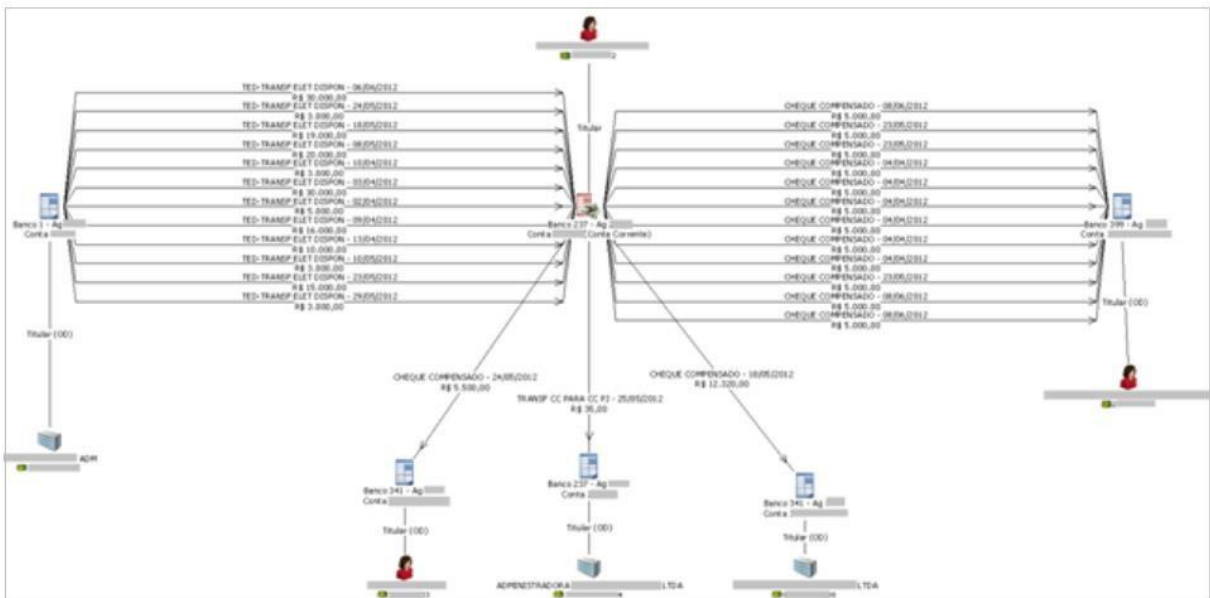 2
TED-TRANSF ELET DISPON - 06/06/2012
R$ 30.000,00
TED-TRANSF ELET DISPON - 24/05/2012
R$ 3.000,00
TED-TRANSF ELET DISPON - 18/05/2012
R$ 19.000,00
TED-TRANSF ELET DISPON - 08/05/2012
R$ 20.000,00
TED-TRANSF ELET DISPON - 10/04/2012
R$ 3.000,00
TED-TRANSF ELET DISPON - 03/04/2012
R$ 30.000,00
TED-TRANSF ELET DISPON - 02/04/2012
R$ 5.000,00
TED-TRANSF ELET DISPON - 09/04/2012
R$ 16.000,00
TED-TRANSF ELET DISPON - 13/04/2012
R$ 10.000,00
TED-TRANSF ELET DISPON - 10/05/2012
R$ 3.000,00
TED-TRANSF ELET DISPON - 23/05/2012
R$ 15.000,00
TED-TRANSF ELET DISPON - 29/05/2012
R$ 3.000,00
Titular
CHEQUE COMPENSADO - 08/06/2012
R$ 5.000,00
CHEQUE COMPENSADO - 23/05/2012
R$ 5.000,00
CHEQUE COMPENSADO - 23/05/2012
R$ 5.000,00
CHEQUE COMPENSADO - 04/04/2012
R$ 5.000,00
CHEQUE COMPENSADO - 04/04/2012
R$ 5.000,00
CHEQUE COMPENSADO - 04/04/2012
R$ 5.000,00
CHEQUE COMPENSADO - 04/04/2012
R$ 5.000,00
CHEQUE COMPENSADO - 04/04/2012
R$ 5.000,00
CHEQUE COMPENSADO - 04/04/2012
R$ 5.000,00
CHEQUE COMPENSADO - 23/05/2012
R$ 5.000,00
CHEQUE COMPENSADO - 08/06/2012
R$ 5.000,00
CHEQUE COMPENSADO - 08/06/2012
R$ 5.000,00
Banco 1 - Ag
Conta
Banco 237 - Ag 2
Conta Conta Corrente)
Banco 399 - Ag
Conta
Titular (OD)
Titular (OD)
CHEQUE COMPENSADO - 24/05/2012
R$ 5.500,00
CHEQUE COMPENSADO - 18/05/2012
R$ 12.320,00
TRANSF CC PARA CC PJ - 25/05/2012
R$ 35,00
ADM
Banco 341 - Ag
Conta
Banco 237 - Ag
Conta
Banco 341 - Ag
Conta
Titular (OD)
Titular (OD)
Titular (OD)
ADMINISTRADORA LTDA
LTDA